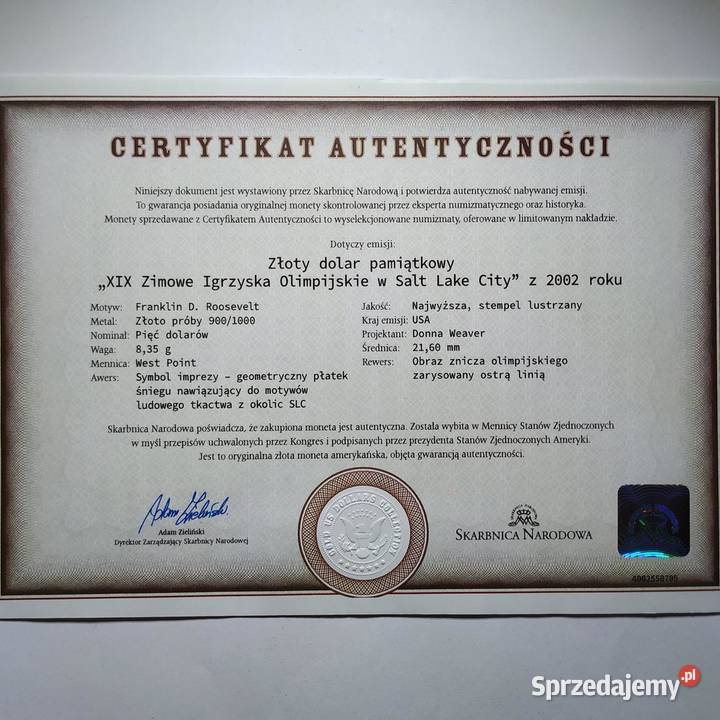 CERTYFIKAT AUTENTYCZNOŚCI
Niniejszy dokument jest wystawiony przez Skarbnicę Narodową i potwierdza autentyczność nabywanej emisji.
To gwarancja posiadania oryginalnej monety skontrolowanej przez eksperta numizmatycznego oraz historyka.
Monety sprzedawane z Certyfikatem Autentyczności to wyselekcjonowane numizmaty, oferowane w limitowanym nakładzie.
Dotyczy emisji:
Złoty dolar pamiątkowy
„XIX Zimowe Igrzyska Olimpijskie w Salt Lake City” z 2002 roku
Motyw: Franklin D. Roosevelt
Metal: Złoto próby 900/1000
Nominał: Pięć dolarów
Waga: 8,35 g
Mennica: West Point
Awers: Symbol imprezy – geometryczny płatek
śniegu nawiązujący do motywów
ludowego tkactwa z okolic SLC
Jakość: Najwyższa, stempel lustrzany
Kraj emisji: USA
Projektant: Donna Weaver
Średnica: 21,60 mm
Rewers: Obraz znicza olimpijskiego
zarysowany ostrą linią
Skarbnica Narodowa poświadcza, że zakupiona moneta jest autentyczna. Została wybita w Mennicy Stanów Zjednoczonych
w myśl przepisów uchwalonych przez Kongres i podpisanych przez prezydenta Stanów Zjednoczonych Ameryki.
Jest to oryginalna złota moneta amerykańska, objęta gwarancją autentyczności.
Adam Zieliński
Adam Zieliński
Dyrektor Zarządzający Skarbnicy Narodowej
GOLD US DOLLARS COLLECTION
SKARBNICA NARODOWA
Sprzedajemy.pl